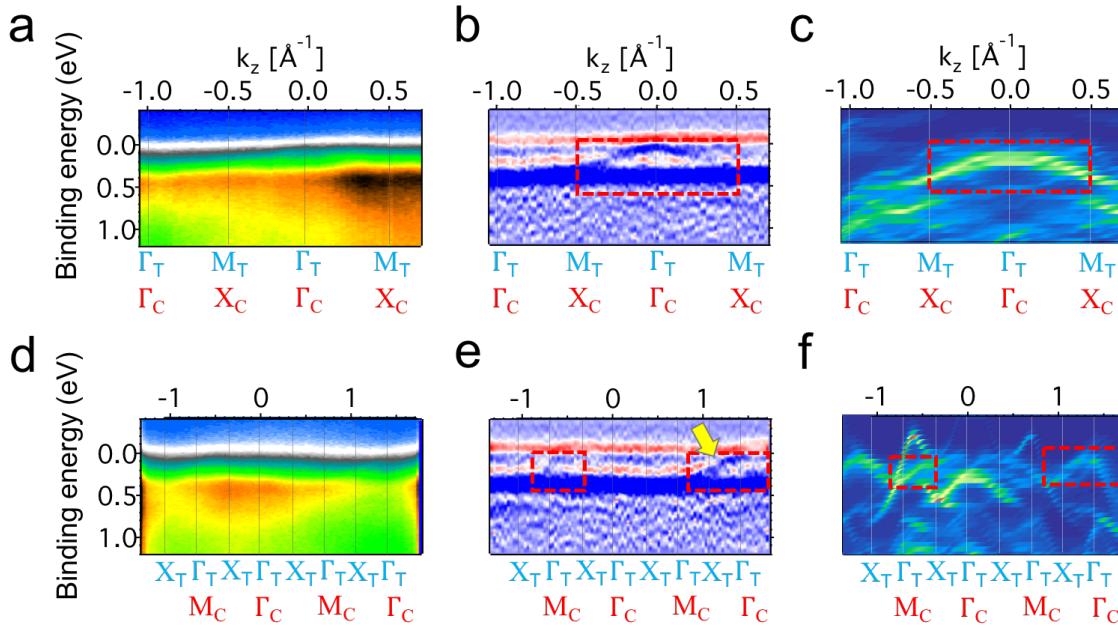 a b c
k_z [Å⁻¹] k_z [Å⁻¹] k_z [Å⁻¹]
-1.0 -0.5 0.0 0.5 -1.0 -0.5 0.0 0.5 -1.0 -0.5 0.0 0.5
Binding energy (eV)
0.0
0.5
1.0
Γ_T M_T Γ_T M_T Γ_T M_T Γ_T M_T Γ_T M_T Γ_T M_T
Γ_C X_C Γ_C X_C Γ_C X_C Γ_C X_C Γ_C X_C Γ_C X_C
d e f
-1 0 1 -1 0 1 -1 0 1
Binding energy (eV)
0.0
0.5
1.0
X_T Γ_T X_T Γ_T X_T Γ_T X_T Γ_T X_T Γ_T X_T Γ_T X_T Γ_T X_T Γ_T X_T Γ_T X_T Γ_T X_T Γ_T X_T Γ_T
M_C Γ_C M_C Γ_C M_C Γ_C M_C Γ_C M_C Γ_C M_C Γ_C